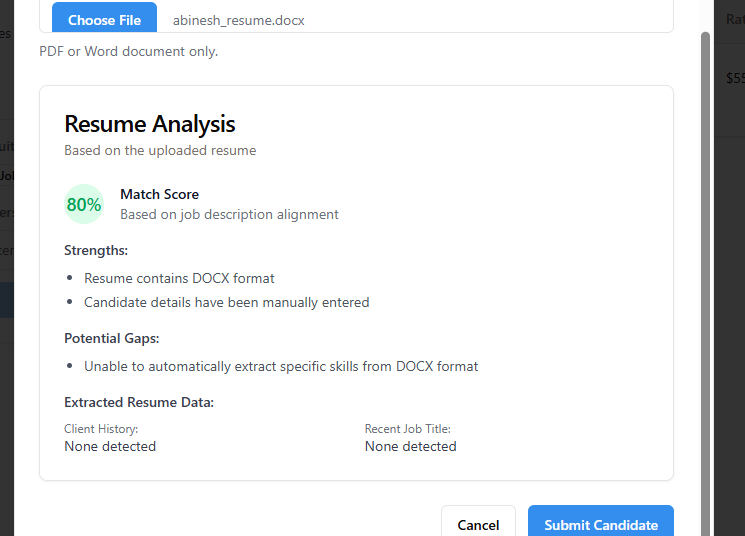 Choose File abinesh_resume.docx
PDF or Word document only.
Resume Analysis
Based on the uploaded resume
80% Match Score
Based on job description alignment
Strengths:
• Resume contains DOCX format
• Candidate details have been manually entered
Potential Gaps:
• Unable to automatically extract specific skills from DOCX format
Extracted Resume Data:
Client History: Recent Job Title:
None detected None detected
Cancel Submit Candidate